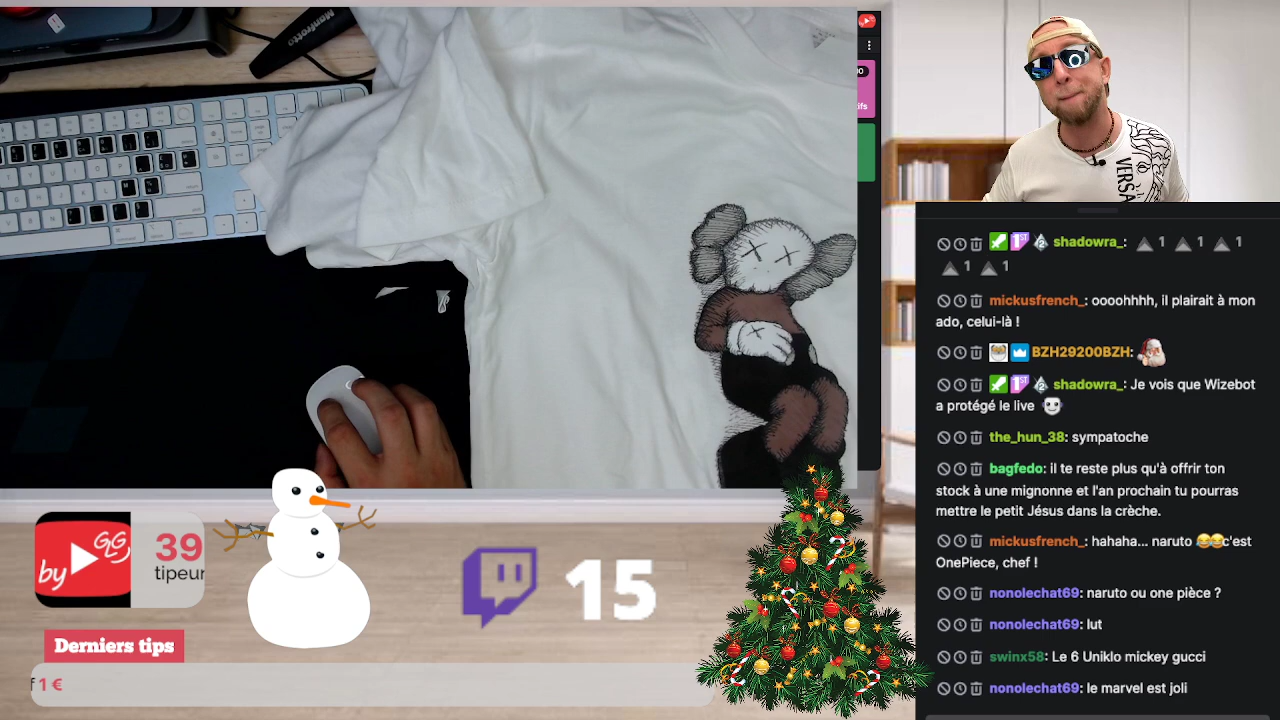 Manfrotto
ifs
VERSA
shadowra_: 1 1 1
1 1
mickusfrench_: oooohhhh, il plairait à mon
ado, celui-là !
BZH29200BZH:
shadowra_: Je vois que Wizebot
a protégé le live
the_hun_38: sympatoche
bagfedo: il te reste plus qu'à offrir ton
stock à une mignonne et l'an prochain tu pourras
mettre le petit Jésus dans la crèche.
mickusfrench_: hahaha... naruto 😂😂c'est
OnePiece, chef !
nonolechat69: naruto ou one pièce ?
nonolechat69: lut
swinx58: Le 6 Uniklo mickey gucci
nonolechat69: le marvel est joli
by GLG
39
tipeur
15
Derniers tips
f 1 €